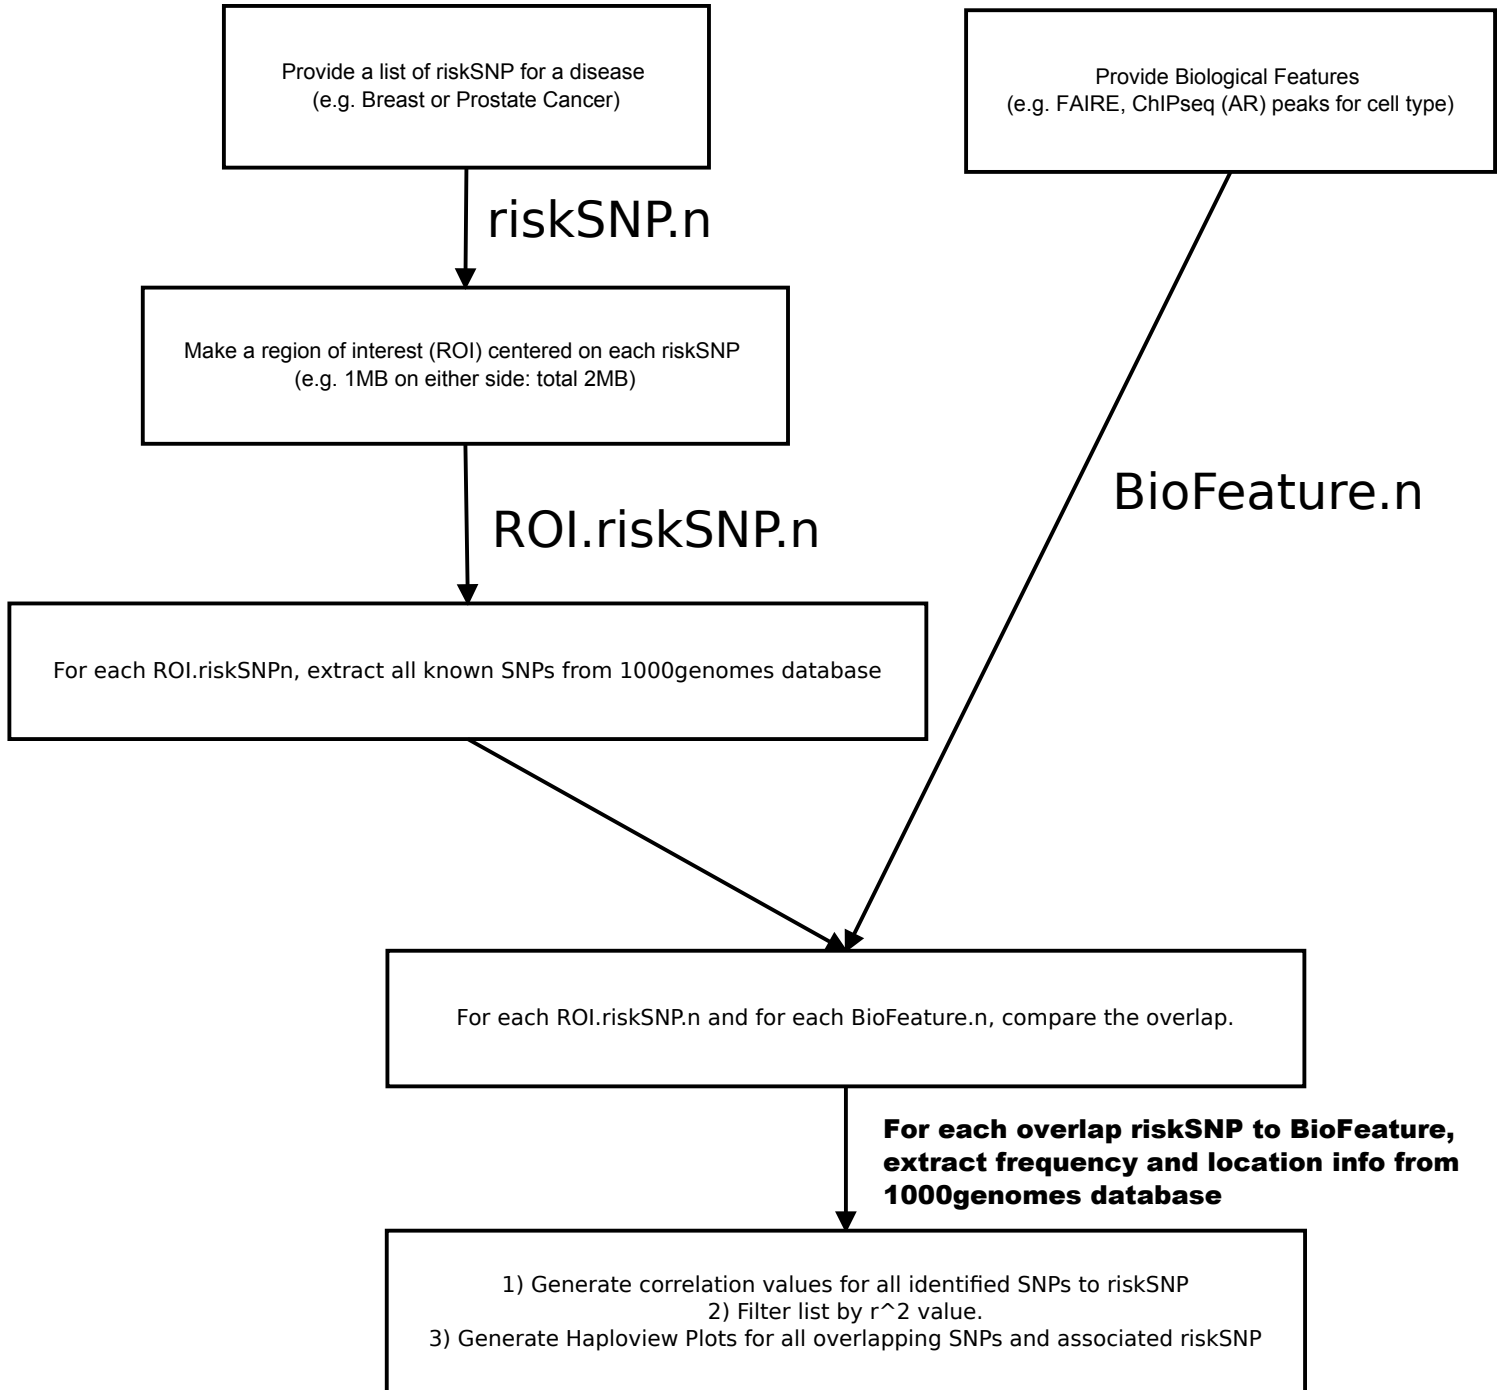 Provide a list of riskSNP for a disease
(e.g. Breast or Prostate Cancer)
Provide Biological Features
(e.g. FAIRE, ChIPseq (AR) peaks for cell type)
riskSNP.n
Make a region of interest (ROI) centered on each riskSNP
(e.g. 1MB on either side: total 2MB)
BioFeature.n
ROI.riskSNP.n
For each ROI.riskSNPn, extract all known SNPs from 1000genomes database
For each ROI.riskSNP.n and for each BioFeature.n, compare the overlap.
For each overlap riskSNP to BioFeature,
extract frequency and location info from
1000genomes database
1) Generate correlation values for all identified SNPs to riskSNP
2) Filter list by r^2 value.
3) Generate Haploview Plots for all overlapping SNPs and associated riskSNP